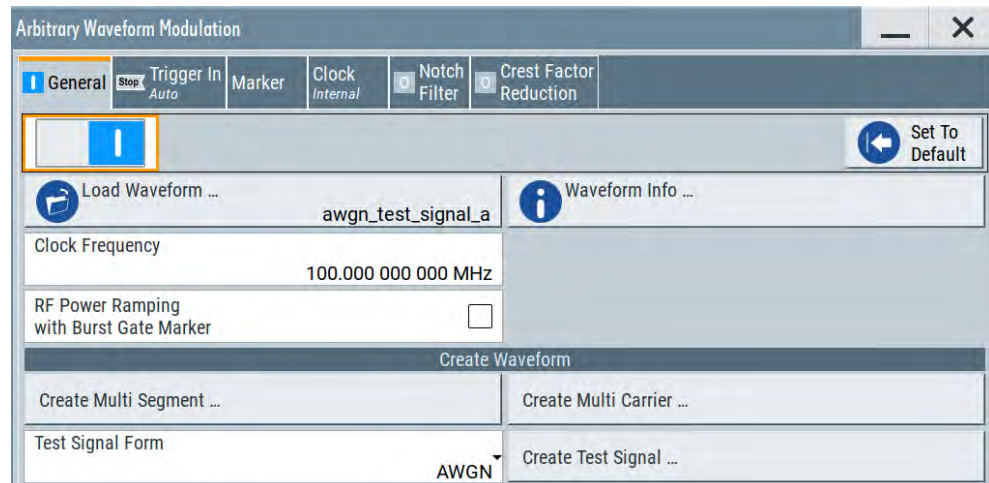 Arbitrary Waveform Modulation
General
Stop Trigger In
Auto
Marker
Clock
Internal
Notch
Filter
Crest Factor
Reduction
Set To
Default
Load Waveform ...
awgn_test_signal_a
Waveform Info ...
Clock Frequency
100.000 000 000 MHz
RF Power Ramping
with Burst Gate Marker
Create Waveform
Create Multi Segment ...
Create Multi Carrier ...
Test Signal Form
AWGN
Create Test Signal ...